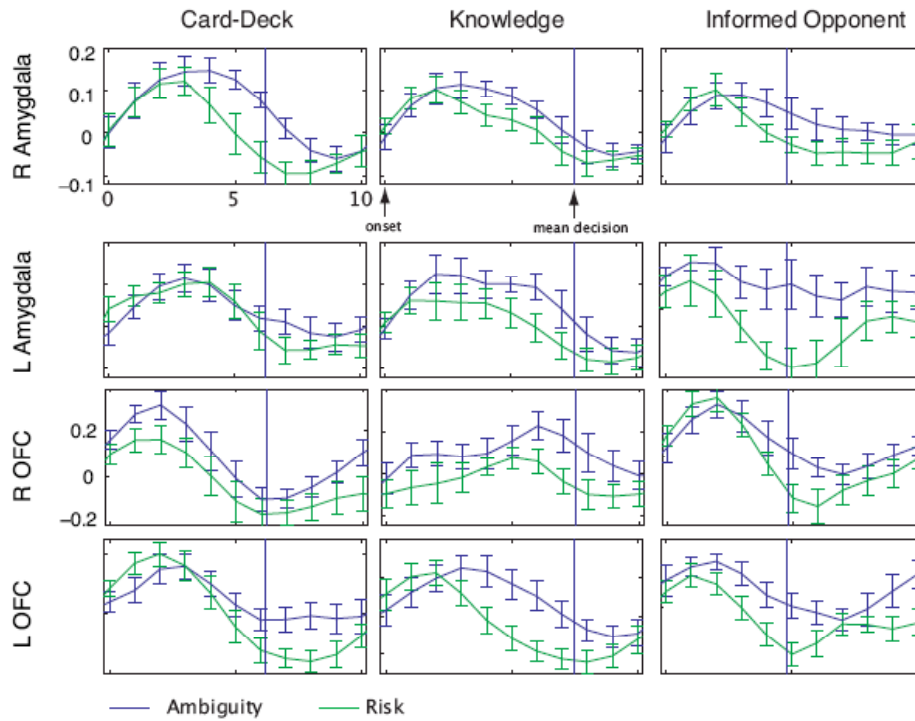 Card-Deck Knowledge Informed Opponent
R Amygdala
0.2
0.1
0
−0.1
0 5 10
onset mean decision
L Amygdala
R OFC
0.2
0
−0.2
L OFC
Ambiguity Risk